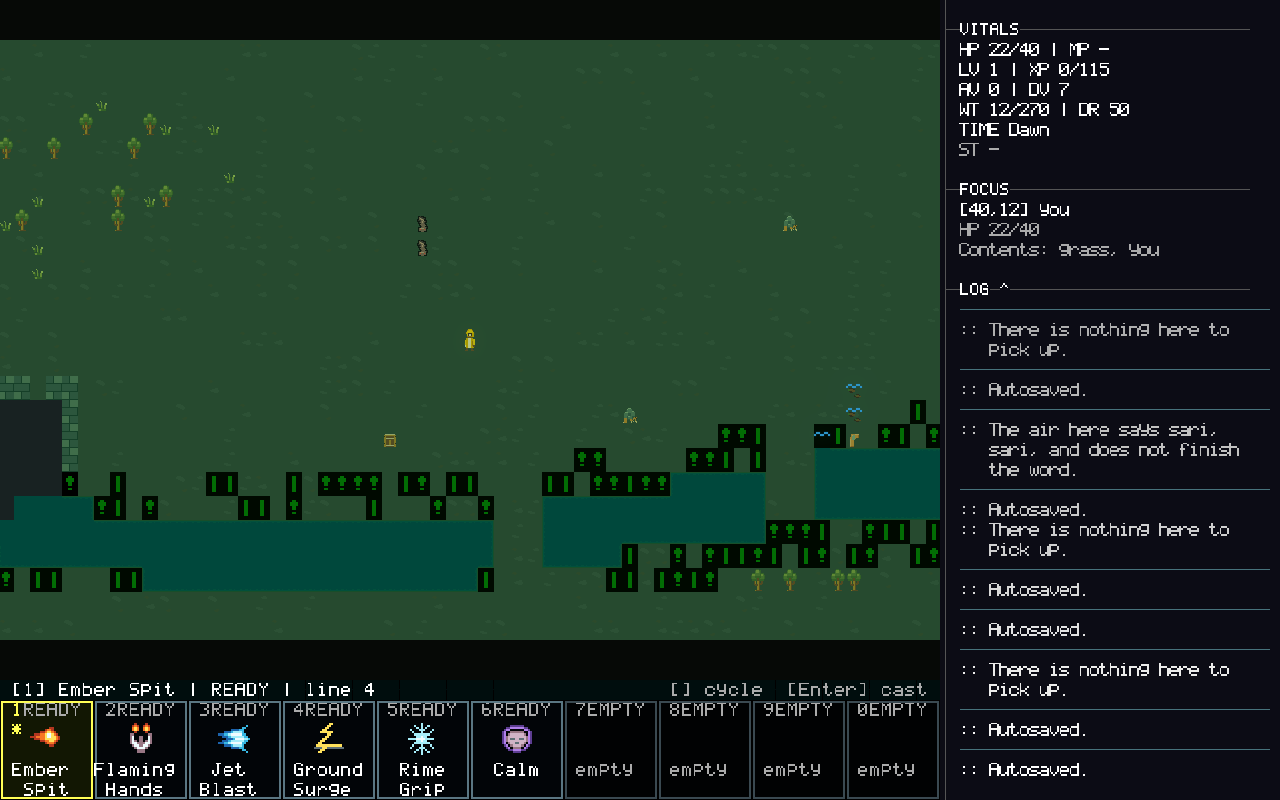 VITALS
HP 22/40 | MP -
LV 1 | XP 0/115
AV 0 | DV 7
WT 12/270 | DR 50
TIME Dawn
ST -
FOCUS
[40,12] You
HP 22/40
Contents: grass, You
LOG ^
:: There is nothing here to
Pick uP.
:: Autosaved.
:: The air here says sari,
sari, and does not finish
the word.
:: Autosaved.
:: There is nothing here to
Pick uP.
:: Autosaved.
:: Autosaved.
:: There is nothing here to
Pick uP.
:: Autosaved.
:: Autosaved.
[1] Ember SPit | READY | line 4
[] cycle [Enter] cast
1READY 2READY 3READY 4READY 5READY 6READY 7EMPTY 8EMPTY 9EMPTY 0EMPTY
*
Ember Flaming Jet Ground Rime Calm emPty emPty emPty emPty
SPit Hands Blast Surge GriP